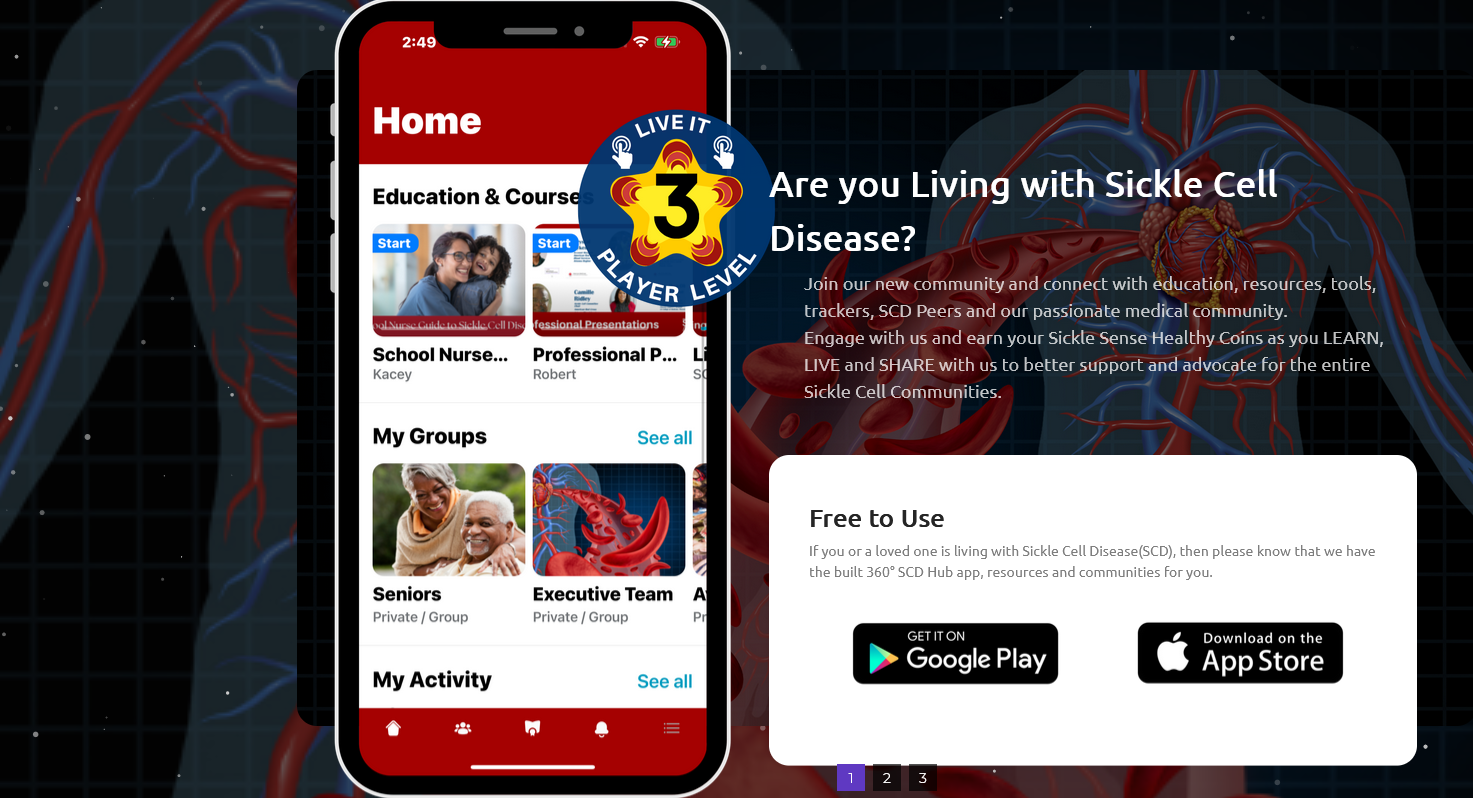 2:49
Home
LIVE IT
3
PLAYER LEVEL
Education & Courses
Start
Start
ool Nurse Guide to Sickle Cell Dise
Camille
Ridley
fessional Presentations
School Nurse...
Professional P...
Li
Kacey
Robert
SC
My Groups
See all
Seniors
Executive Team
Private / Group
Private / Group
Pr
My Activity
See all
Are you Living with Sickle Cell
Disease?
Join our new community and connect with education, resources, tools,
trackers, SCD Peers and our passionate medical community.
Engage with us and earn your Sickle Sense Healthy Coins as you LEARN,
LIVE and SHARE with us to better support and advocate for the entire
Sickle Cell Communities.
Free to Use
If you or a loved one is living with Sickle Cell Disease(SCD), then please know that we have
the built 360° SCD Hub app, resources and communities for you.
GET IT ON
Google Play
Download on the
App Store
1 2 3